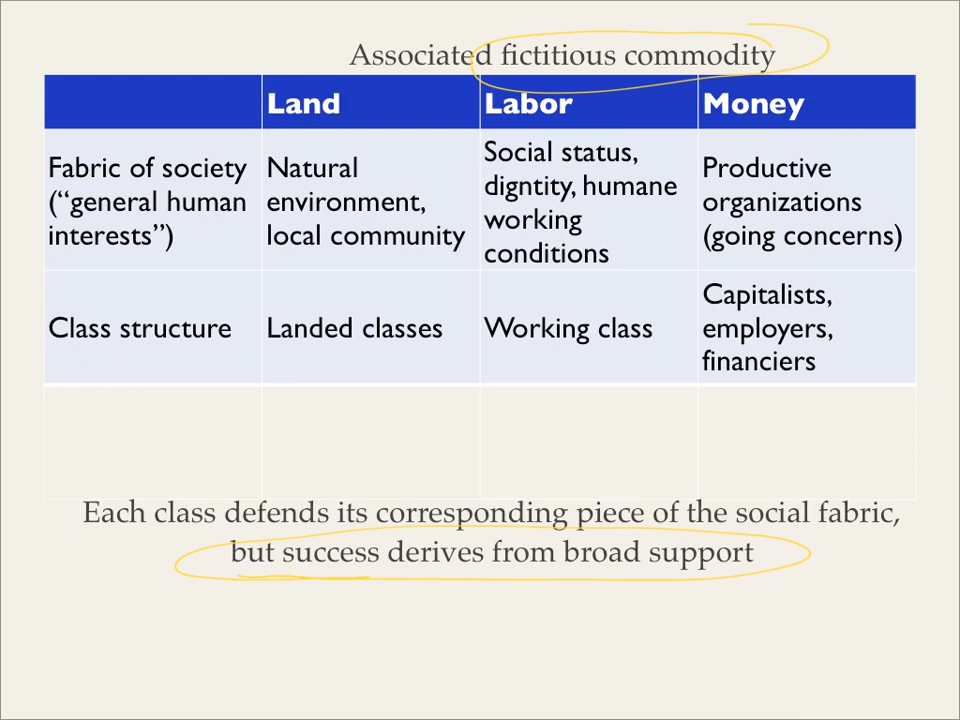 Associated fictitious commodity
Land Labor Money
Fabric of society
("general human
interests")
Natural
environment,
local community
Social status,
digntity, humane
working
conditions
Productive
organizations
(going concerns)
Class structure
Landed classes
Working class
Capitalists,
employers,
financiers
Each class defends its corresponding piece of the social fabric,
but success derives from broad support